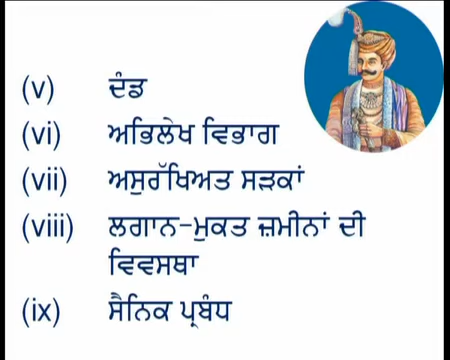 (v) ਦੰਡ
(vi) ਅਭਿਲੇਖ ਵਿਭਾਗ
(vii) ਅਸੁਰੱਖਿਅਤ ਸੜਕਾਂ
(viii) ਲਗਾਨ-ਮੁਕਤ ਜ਼ਮੀਨਾਂ ਦੀ
ਵਿਵਸਥਾ
(ix) ਸੈਨਿਕ ਪ੍ਰਬੰਧ